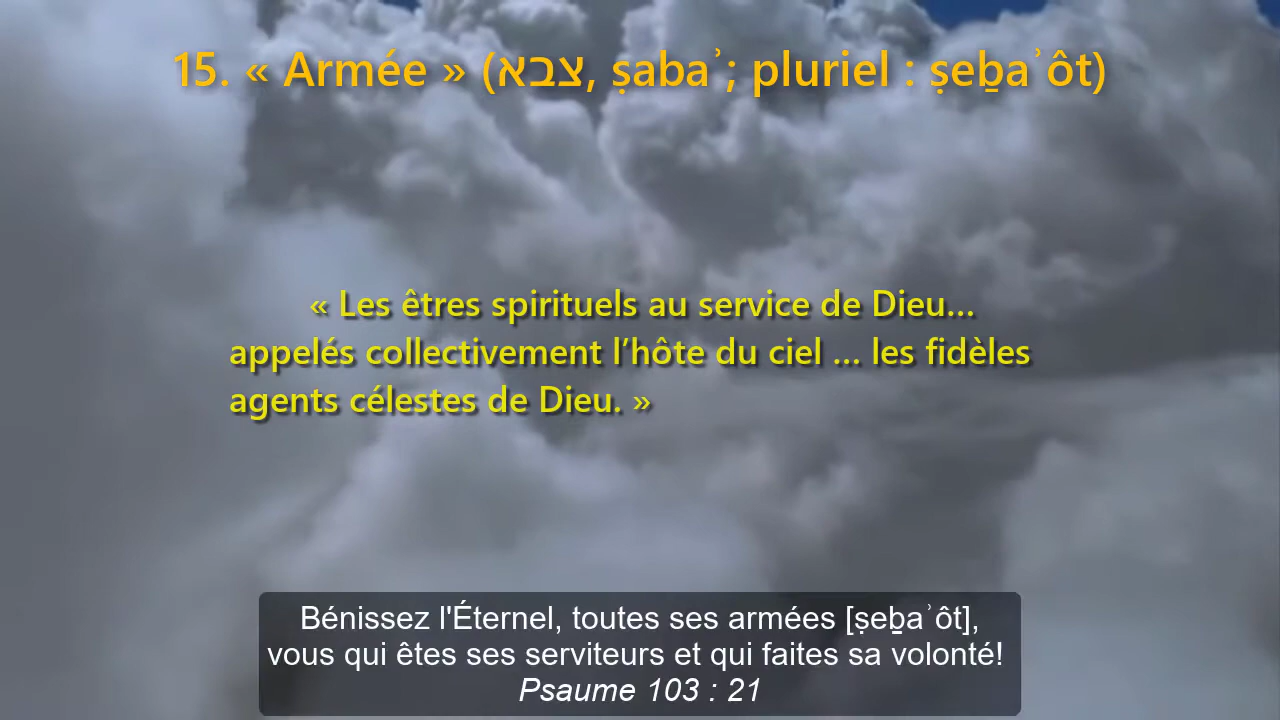 15. « Armée » (צבא, ṣabaʾ; pluriel : ṣeḇaʾôt)
« Les êtres spirituels au service de Dieu...
appelés collectivement l’hôte du ciel ... les fidèles
agents célestes de Dieu. »
Bénissez l'Éternel, toutes ses armées [ṣeḇaʾôt],
vous qui êtes ses serviteurs et qui faites sa volonté!
Psaume 103 : 21